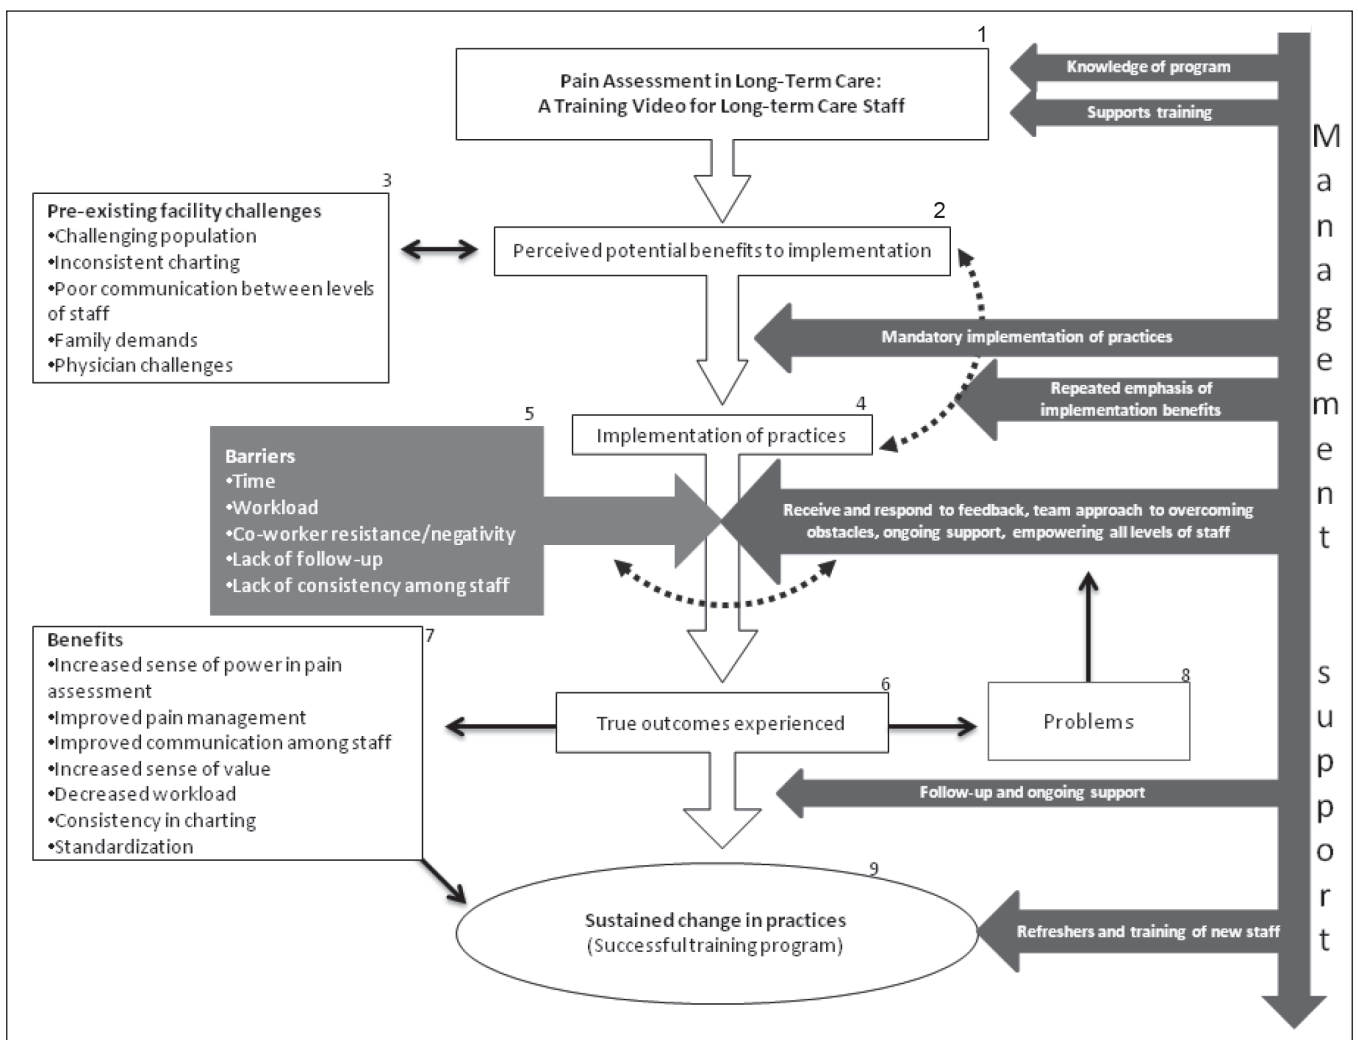 1
Pain Assessment in Long-Term Care:
A Training Video for Long-term Care Staff
Knowledge of program
Supports training
Management support
3
Pre-existing facility challenges
•Challenging population
•Inconsistent charting
•Poor communication between levels
of staff
•Family demands
•Physician challenges
2
Perceived potential benefits to implementation
Mandatory implementation of practices
Repeated emphasis of
implementation benefits
4
Implementation of practices
5
Barriers
•Time
•Workload
•Co-worker resistance/negativity
•Lack of follow-up
•Lack of consistency among staff
Receive and respond to feedback, team approach to overcoming
obstacles, ongoing support, empowering all levels of staff
7
Benefits
•Increased sense of power in pain
assessment
•Improved pain management
•Improved communication among staff
•Increased sense of value
•Decreased workload
•Consistency in charting
•Standardization
6
True outcomes experienced
8
Problems
Follow-up and ongoing support
9
Sustained change in practices
(Successful training program)
Refreshers and training of new staff